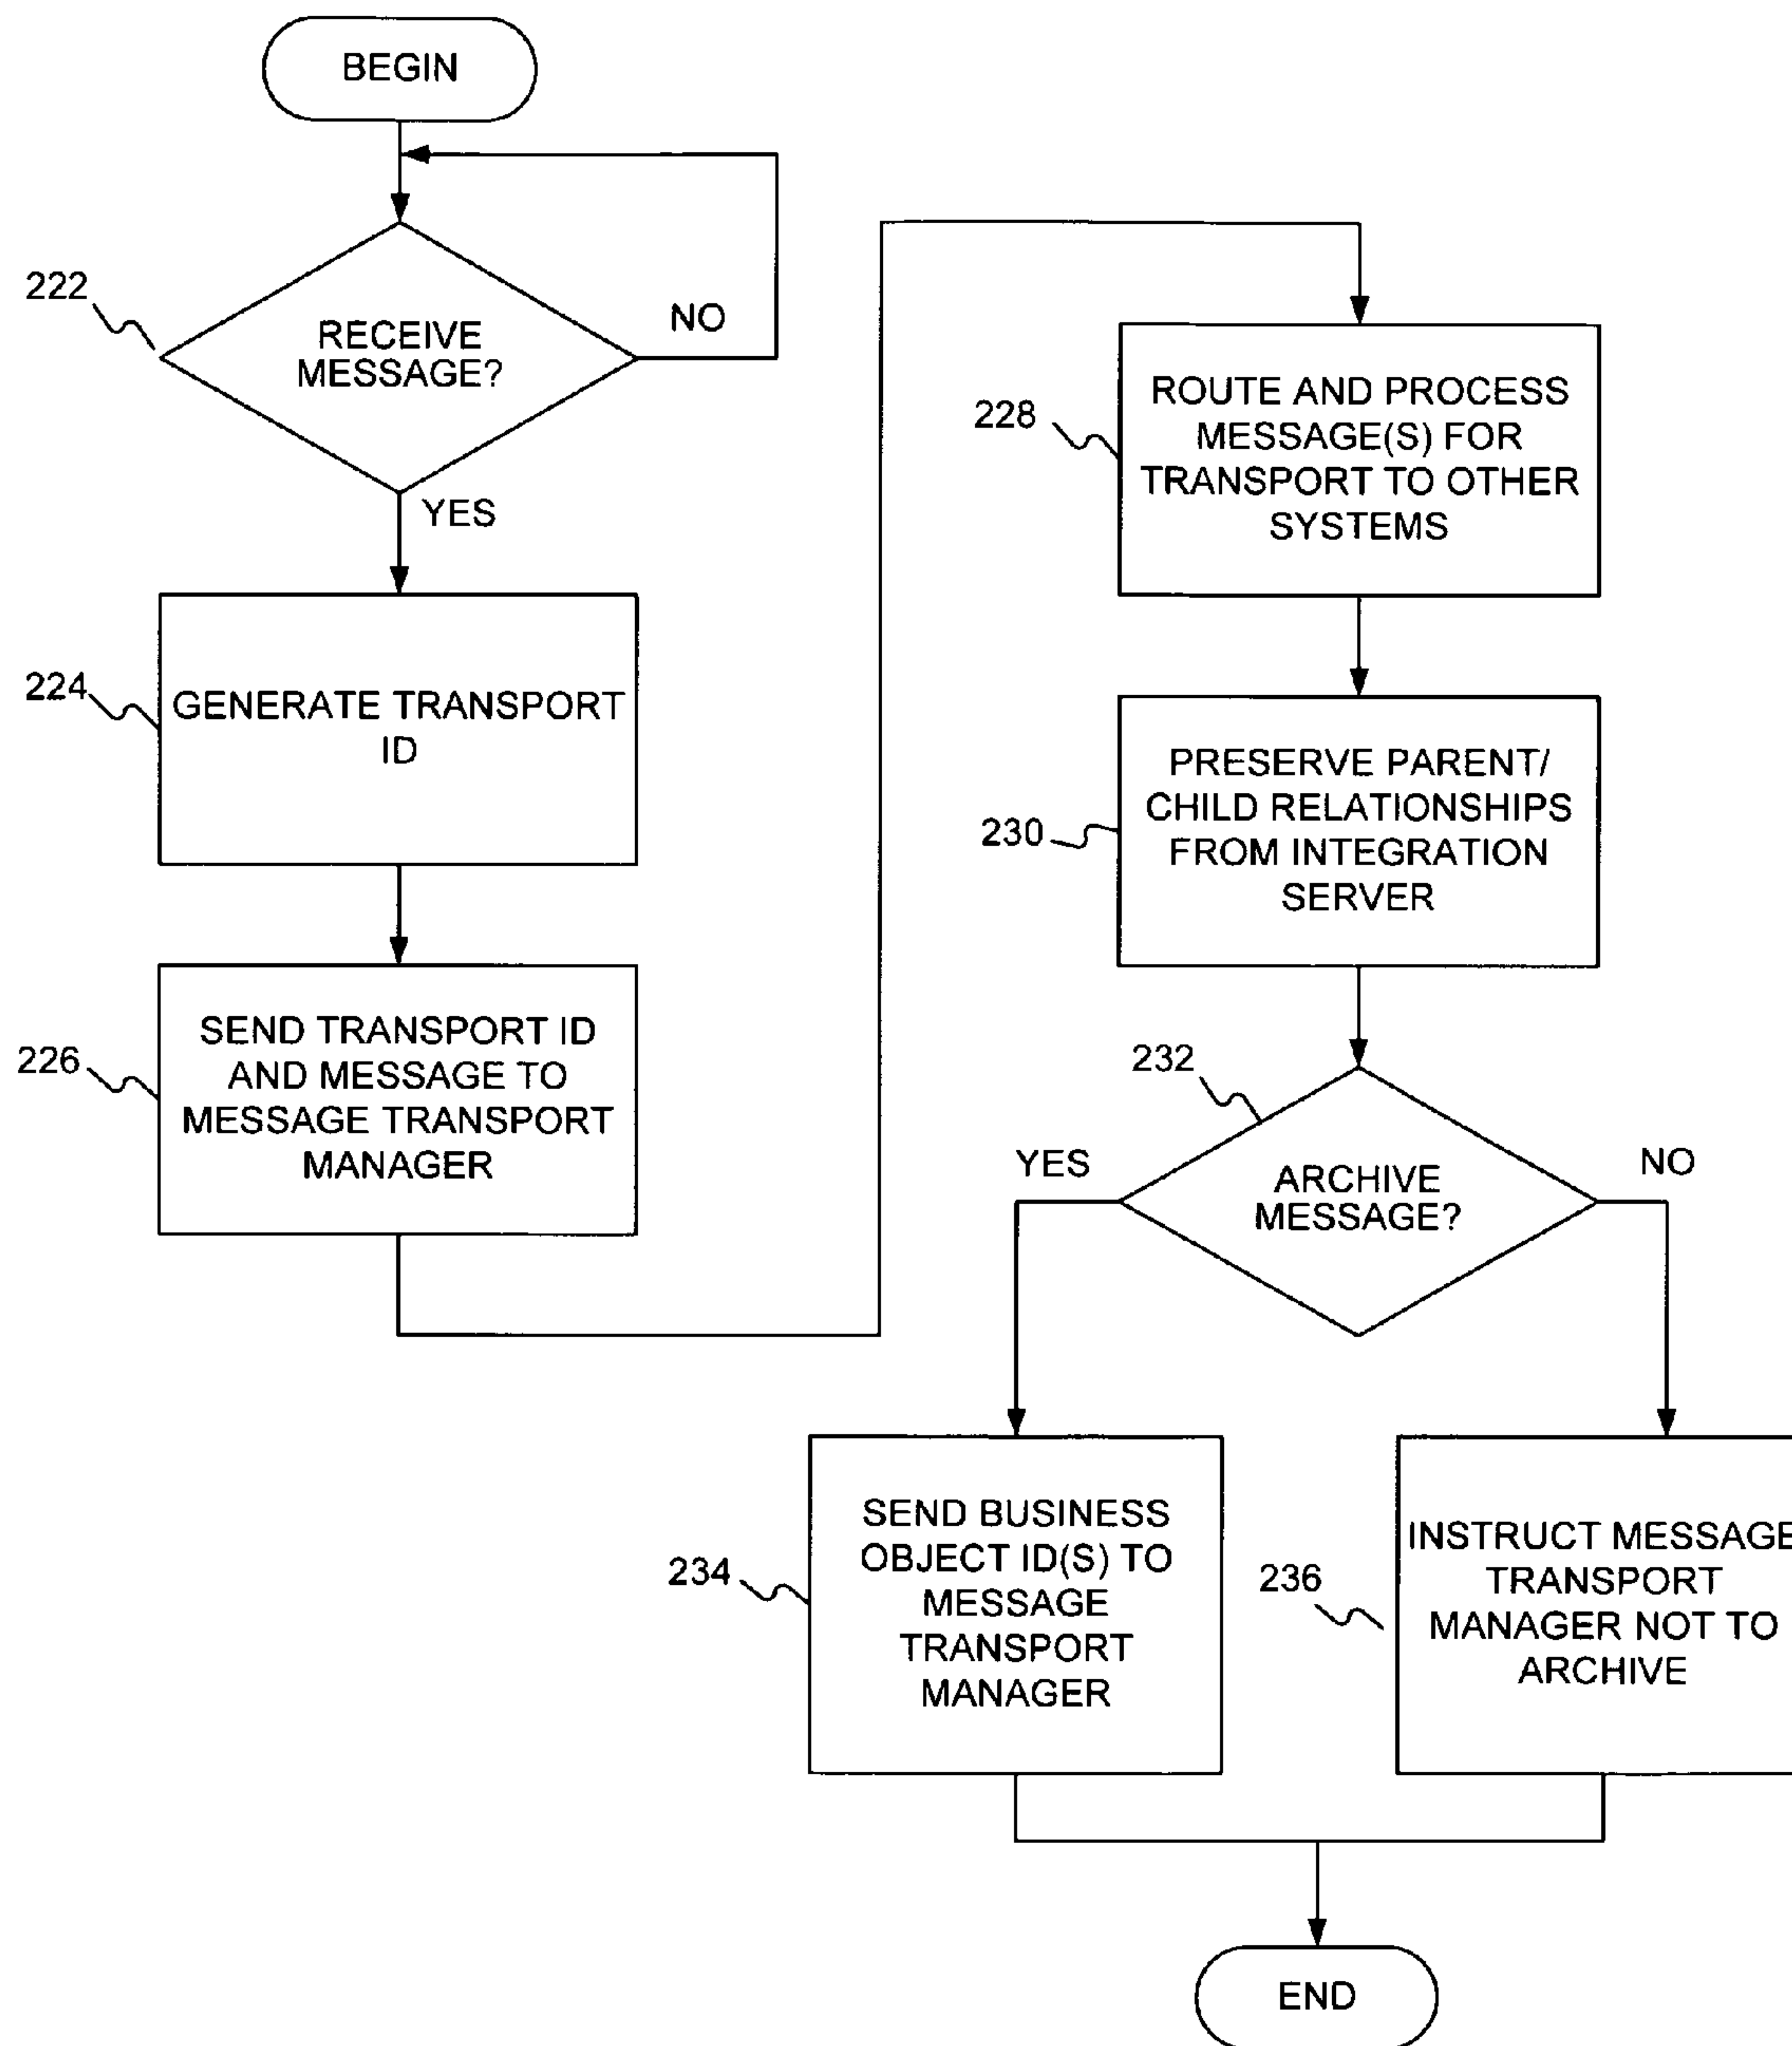 BEGIN
222
RECEIVE
MESSAGE?
NO
YES
224
GENERATE TRANSPORT
ID
226
SEND TRANSPORT ID
AND MESSAGE TO
MESSAGE TRANSPORT
MANAGER
228
ROUTE AND PROCESS
MESSAGE(S) FOR
TRANSPORT TO OTHER
SYSTEMS
230
PRESERVE PARENT/
CHILD RELATIONSHIPS
FROM INTEGRATION
SERVER
232
ARCHIVE
MESSAGE?
YES
NO
234
SEND BUSINESS
OBJECT ID(S) TO
MESSAGE
TRANSPORT
MANAGER
236
INSTRUCT MESSAGE
TRANSPORT
MANAGER NOT TO
ARCHIVE
END